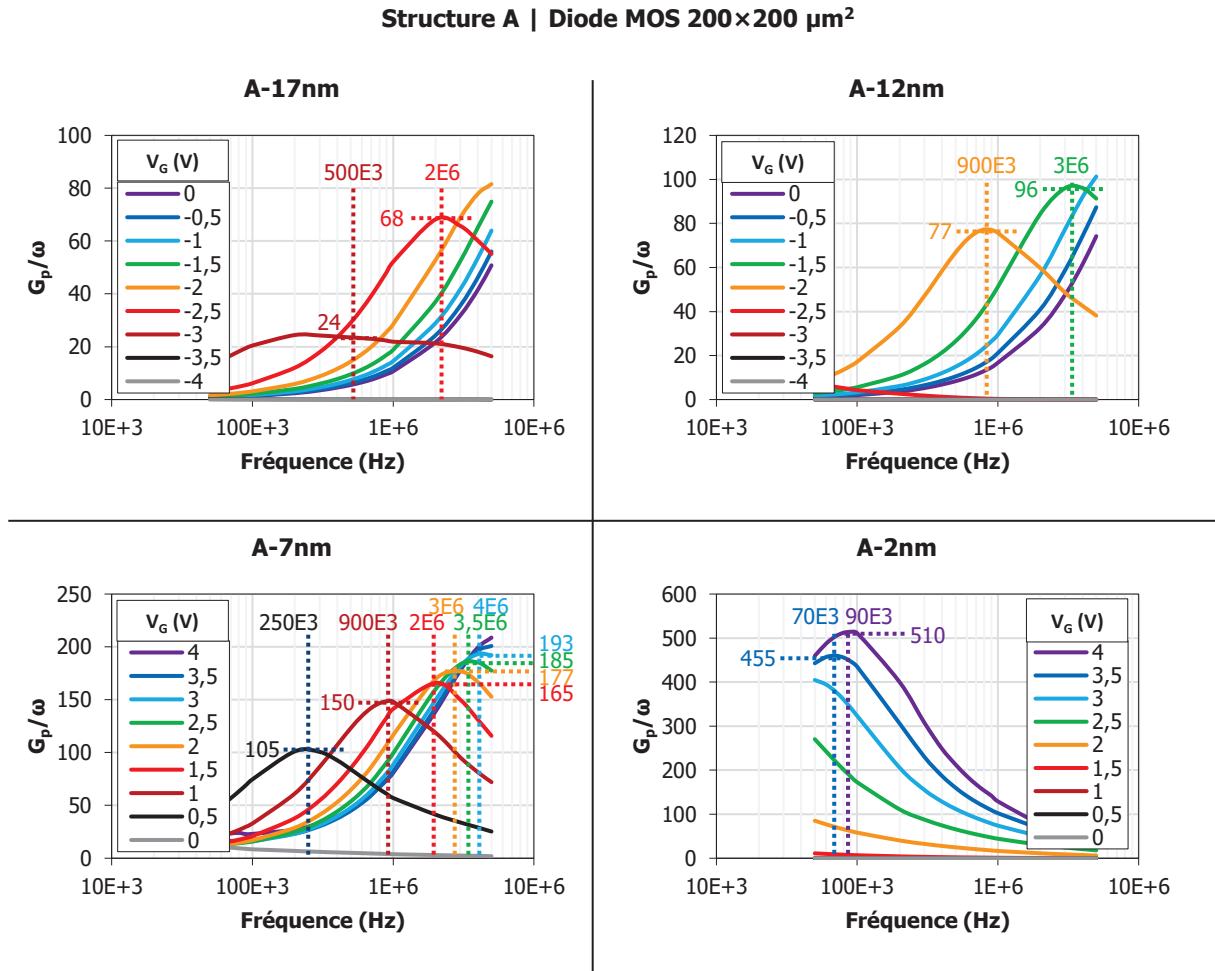 Structure A | Diode MOS 200×200 µm²
A-17nm
100
80
60
40
20
0
Gₚ/ω
V_G (V)
0
-0,5
-1
-1,5
-2
-2,5
-3
-3,5
-4
500E3
2E6
68
24
10E+3
100E+3
1E+6
10E+6
Fréquence (Hz)
A-12nm
120
100
80
60
40
20
0
Gₚ/ω
V_G (V)
0
-0,5
-1
-1,5
-2
-2,5
-3
-3,5
-4
900E3
3E6
96
77
10E+3
100E+3
1E+6
10E+6
Fréquence (Hz)
A-7nm
250
200
150
100
50
0
Gₚ/ω
V_G (V)
4
3,5
3
2,5
2
1,5
1
0,5
0
3E6
4E6
250E3
900E3
2E6
3,5E6
193
185
177
165
150
105
10E+3
100E+3
1E+6
10E+6
Fréquence (Hz)
A-2nm
600
500
400
300
200
100
0
Gₚ/ω
70E3
90E3
510
455
V_G (V)
4
3,5
3
2,5
2
1,5
1
0,5
0
10E+3
100E+3
1E+6
10E+6
Fréquence (Hz)